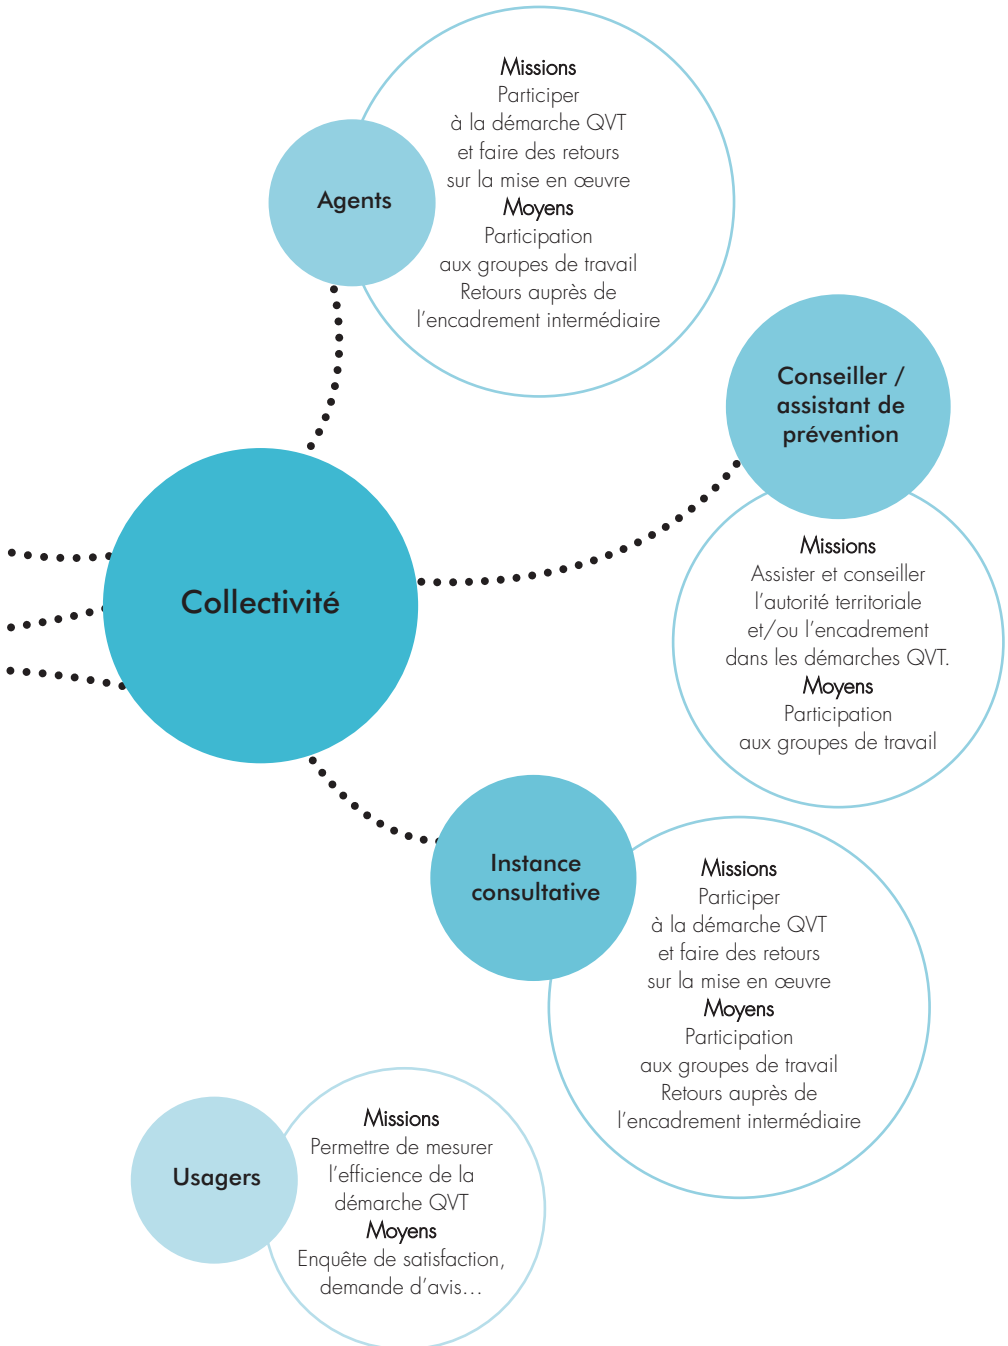 Missions
Participer
à la démarche QVT
et faire des retours
sur la mise en œuvre
Moyens
Participation
aux groupes de travail
Retours auprès de
l'encadrement intermédiaire
Agents
Conseiller /
assistant de
prévention
Missions
Assister et conseiller
l'autorité territoriale
et/ou l'encadrement
dans les démarches QVT.
Moyens
Participation
aux groupes de travail
Collectivité
Instance
consultative
Missions
Participer
à la démarche QVT
et faire des retours
sur la mise en œuvre
Moyens
Participation
aux groupes de travail
Retours auprès de
l'encadrement intermédiaire
Usagers
Missions
Permettre de mesurer
l'efficience de la
démarche QVT
Moyens
Enquête de satisfaction,
demande d'avis…